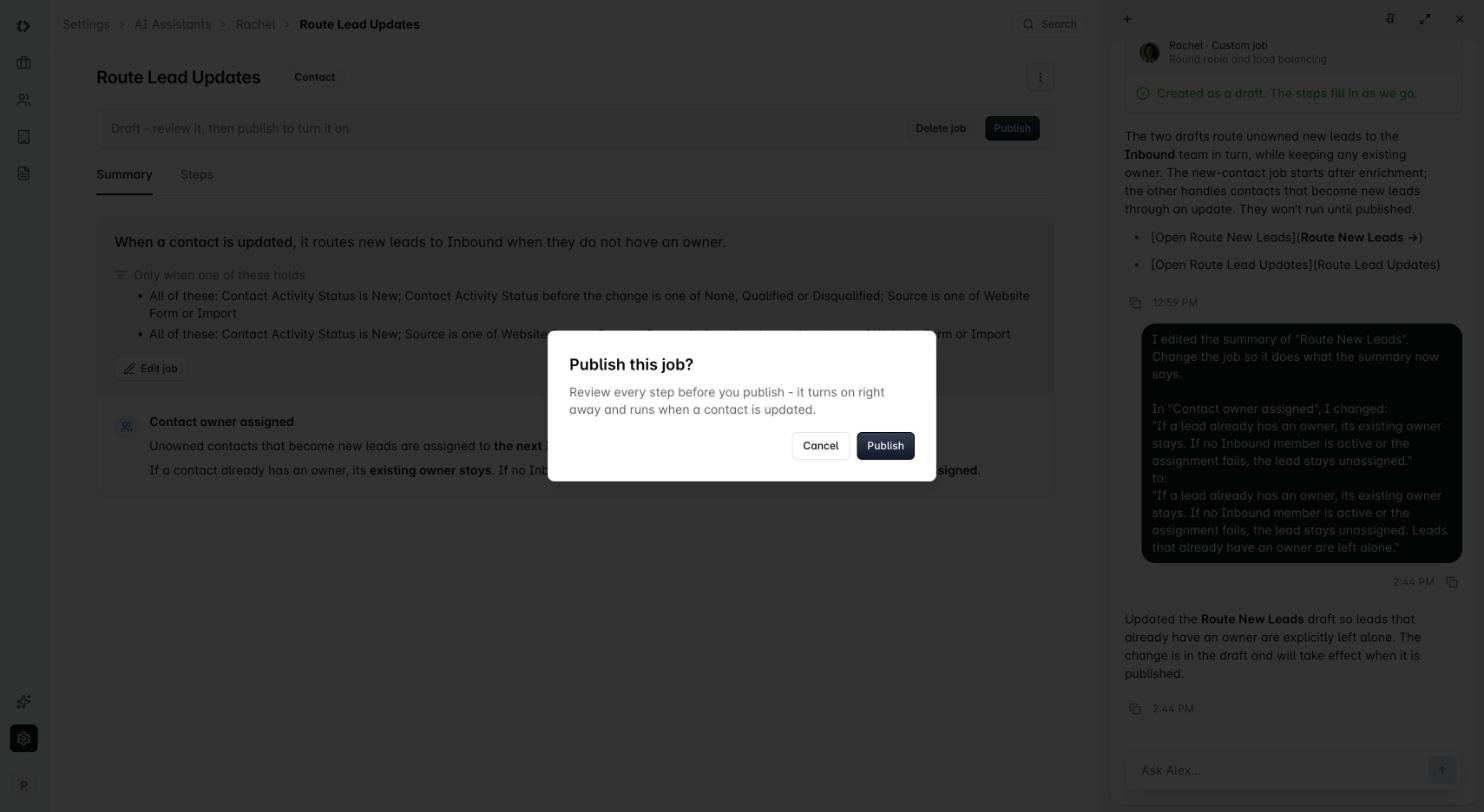 Settings > AI Assistants > Rachel > Route Lead Updates
Search
Route Lead Updates
Contact
Draft - review it, then publish to turn it on
Delete job
Publish
Summary
Steps
When a contact is updated, it routes new leads to Inbound when they do not have an owner.
Only when one of these holds
• All of these: Contact Activity Status is New; Contact Activity Status before the change is one of None, Qualified or Disqualified; Source is one of Website
Form or Import
• All of these: Contact Activity Status is New; Source is one of Website
rm or Import
Edit job
Contact owner assigned
Unowned contacts that become new leads are assigned to the next
If a contact already has an owner, its existing owner stays. If no Inb
signed.
Publish this job?
Review every step before you publish - it turns on right
away and runs when a contact is updated.
Cancel
Publish
P
Rachel · Custom job
Round robin and load balancing
Created as a draft. The steps fill in as we go.
The two drafts route unowned new leads to the
Inbound team in turn, while keeping any existing
owner. The new-contact job starts after enrichment;
the other handles contacts that become new leads
through an update. They won't run until published.
• [Open Route New Leads](Route New Leads →)
• [Open Route Lead Updates](Route Lead Updates)
12:59 PM
I edited the summary of "Route New Leads".
Change the job so it does what the summary now
says.
In "Contact owner assigned", I changed:
"If a lead already has an owner, its existing owner
stays. If no Inbound member is active or the
assignment fails, the lead stays unassigned."
to:
"If a lead already has an owner, its existing owner
stays. If no Inbound member is active or the
assignment fails, the lead stays unassigned. Leads
that already have an owner are left alone."
2:44 PM
Updated the Route New Leads draft so leads that
already have an owner are explicitly left alone. The
change is in the draft and will take effect when it is
published.
2:44 PM
Ask Alex...